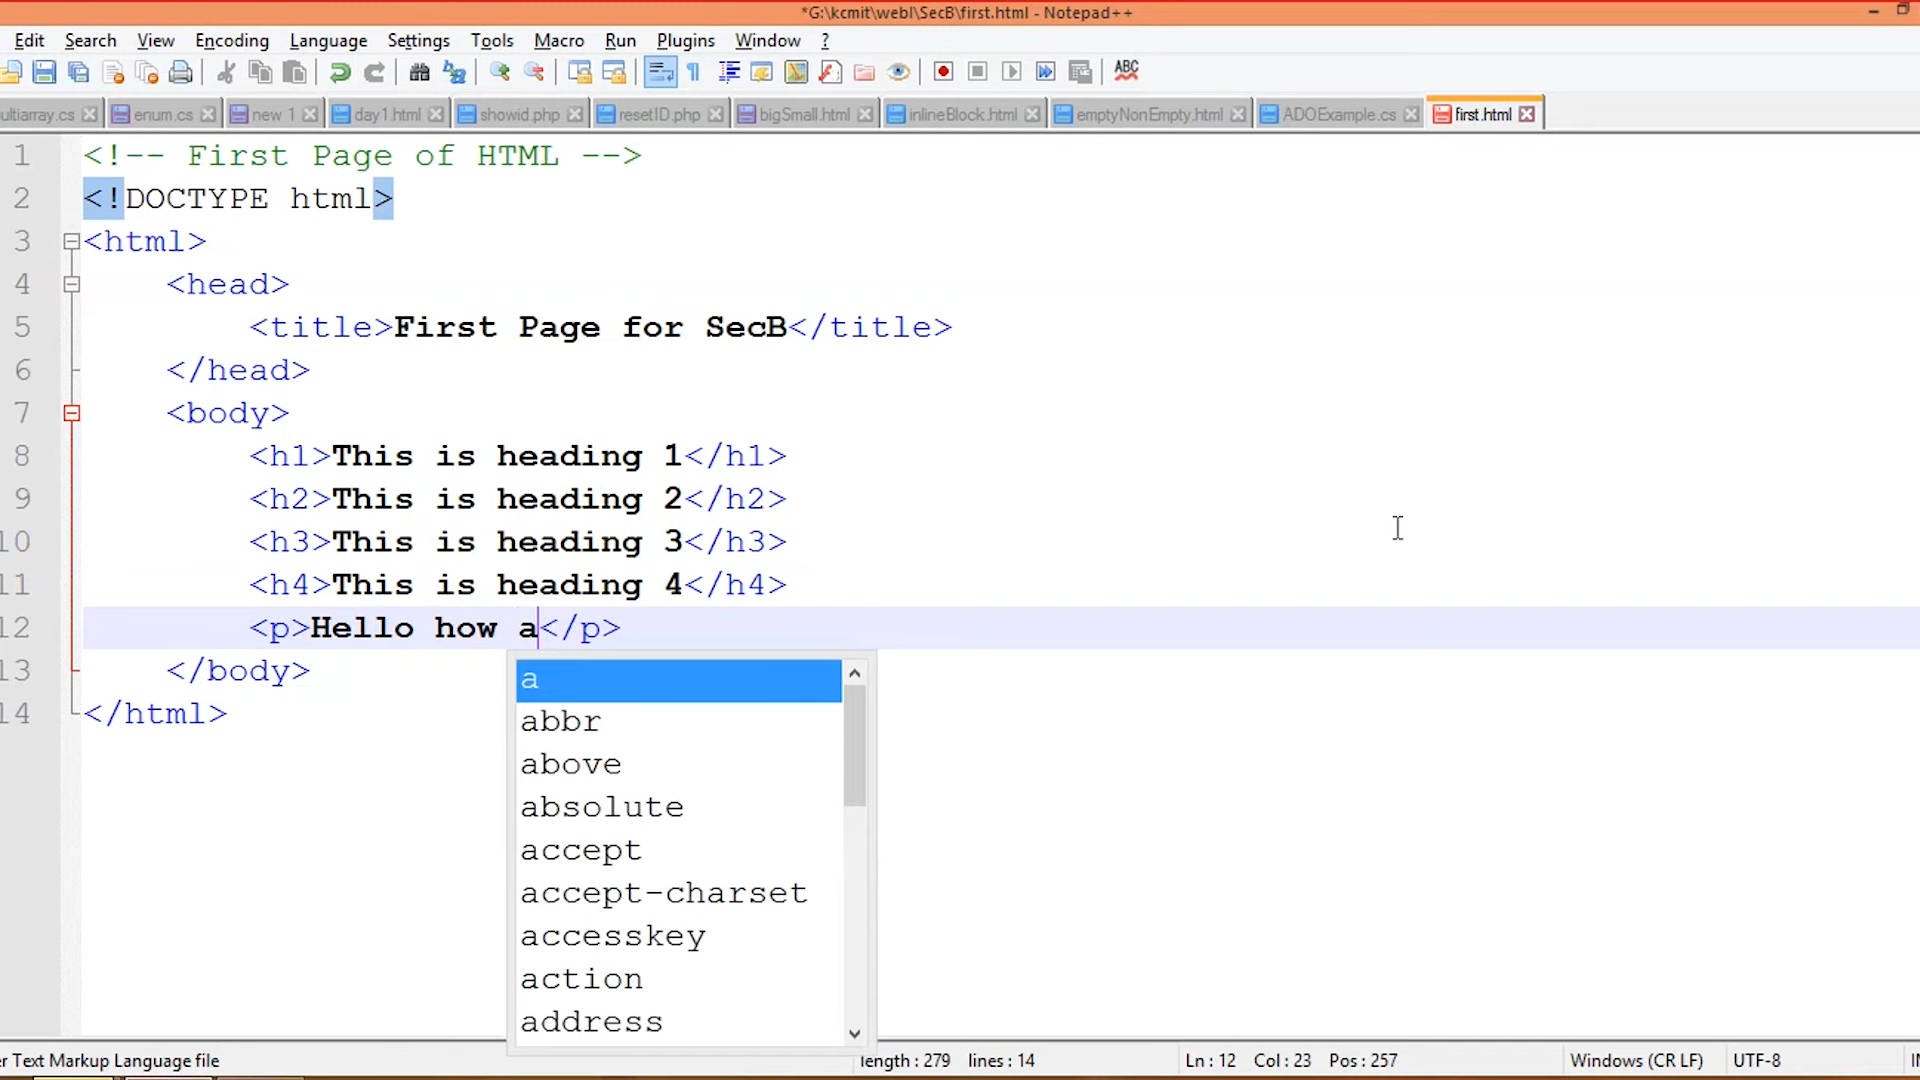 *G:\kcmit\webI\SecB\first.html - Notepad++
Edit Search View Encoding Language Settings Tools Macro Run Plugins Window ?
ABC
ultiarray.cs enum.cs new 1 day1.html showid.php resetID.php bigSmall.html inlineBlock.html emptyNonEmpty.html ADOExample.cs first.html
1 <!-- First Page of HTML -->
2 <!DOCTYPE html>
3 <html>
4 <head>
5 <title>First Page for SecB</title>
6 </head>
7 <body>
8 <h1>This is heading 1</h1>
9 <h2>This is heading 2</h2>
10 <h3>This is heading 3</h3>
11 <h4>This is heading 4</h4>
12 <p>Hello how a</p>
13 </body>
14 </html>
a
abbr
above
absolute
accept
accept-charset
accesskey
action
address
er Text Markup Language file length : 279 lines : 14 Ln : 12 Col : 23 Pos : 257 Windows (CR LF) UTF-8